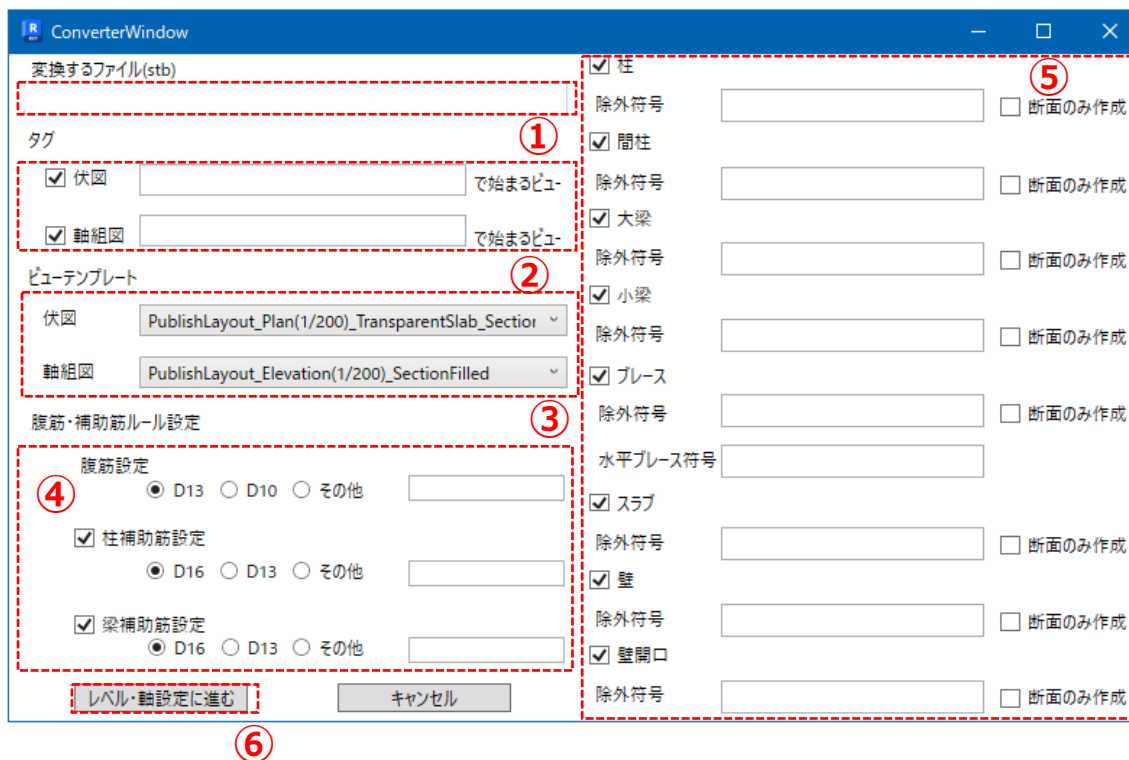 ConverterWindow
変換するファイル(stb)
①
タグ
伏図 で始まるビュー
軸組図 で始まるビュー
②
ビューテンプレート
伏図 PublishLayout_Plan(1/200)_TransparentSlab_Section
軸組図 PublishLayout_Elevation(1/200)_SectionFilled
③
腹筋・補助筋ルール設定
④
腹筋設定
D13 D10 その他
柱補助筋設定
D16 D13 その他
梁補助筋設定
D16 D13 その他
レベル・軸設定に進む キャンセル
⑥
柱
⑤
除外符号 断面のみ作成
間柱
除外符号 断面のみ作成
大梁
除外符号 断面のみ作成
小梁
除外符号 断面のみ作成
ブレース
除外符号 断面のみ作成
水平ブレース符号
スラブ
除外符号 断面のみ作成
壁
除外符号 断面のみ作成
壁開口
除外符号 断面のみ作成